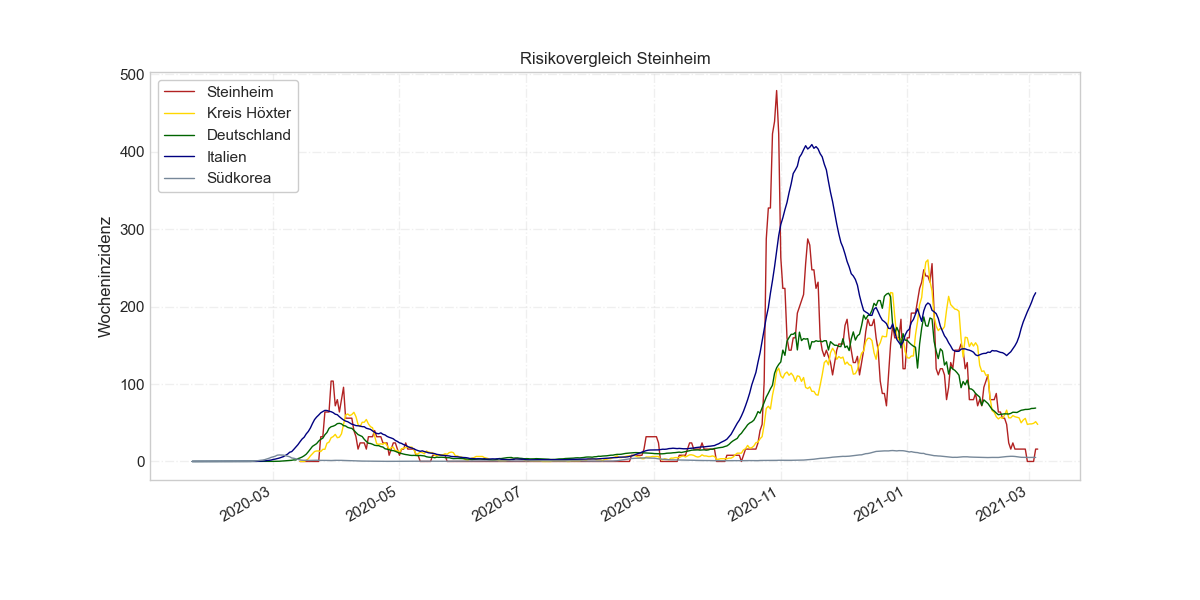 Risikovergleich Steinheim
Wocheninzidenz
500
400
300
200
100
0
Steinheim
Kreis Höxter
Deutschland
Italien
Südkorea
2020-03
2020-05
2020-07
2020-09
2020-11
2021-01
2021-03